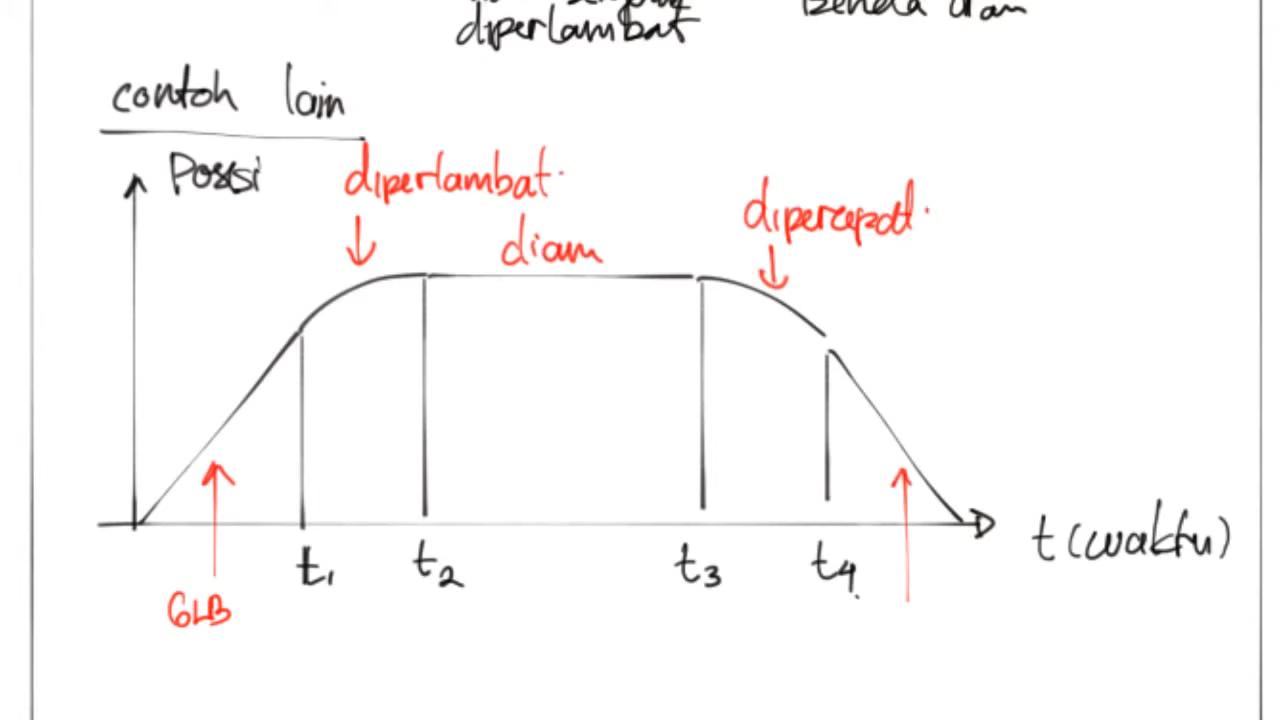 diperlambat
contoh lain
Posisi
diperlambat.
dipercepat.
diam
t₁
t₂
t₃
t₄.
t (waktu)
GLB